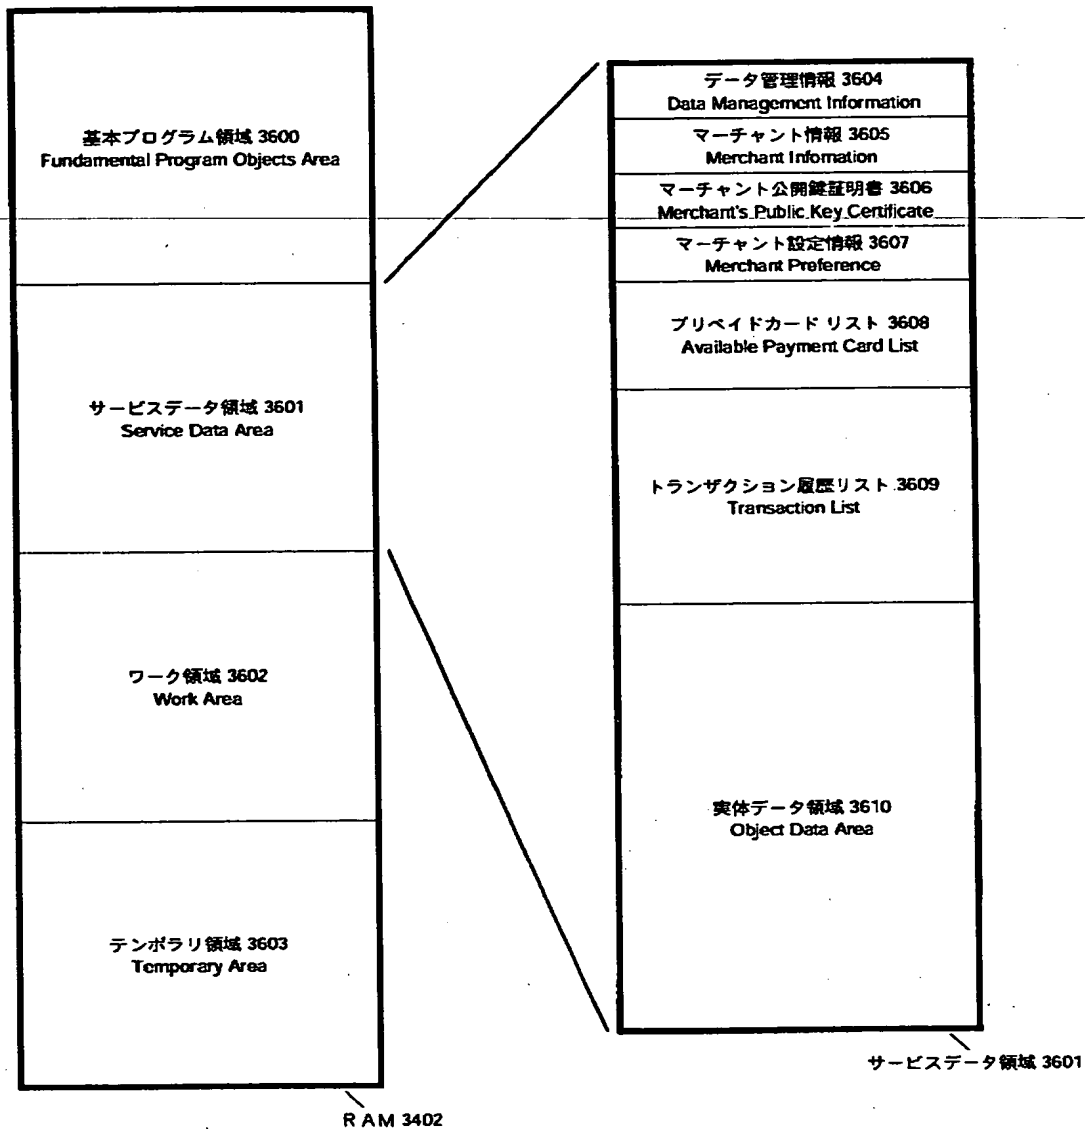 基本プログラム領域 3600
Fundamental Program Objects Area
サービスデータ領域 3601
Service Data Area
ワーク領域 3602
Work Area
テンポラリ領域 3603
Temporary Area
RAM 3402
データ管理情報 3604
Data Management Information
マーチャント情報 3605
Merchant Information
マーチャント公開鍵証明書 3606
Merchant's Public Key Certificate
マーチャント設定情報 3607
Merchant Preference
プリペイドカード リスト 3608
Available Payment Card List
トランザクション履歴リスト 3609
Transaction List
実体データ領域 3610
Object Data Area
サービスデータ領域 3601